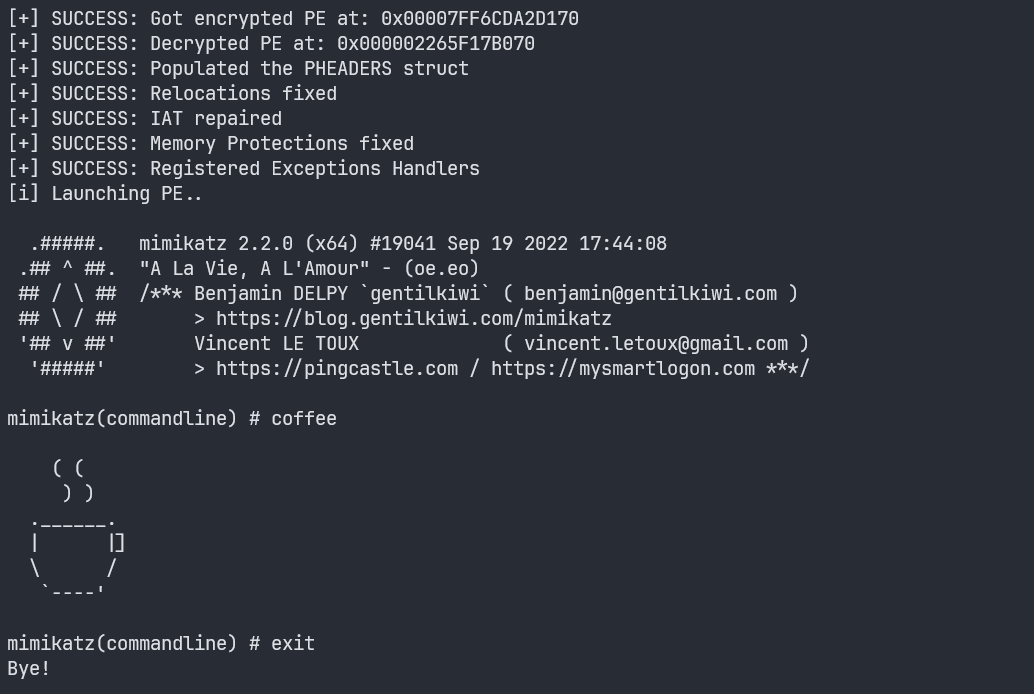 [+] SUCCESS: Got encrypted PE at: 0x00007FF6CDA2D170
[+] SUCCESS: Decrypted PE at: 0x000002265F17B070
[+] SUCCESS: Populated the PHEADERS struct
[+] SUCCESS: Relocations fixed
[+] SUCCESS: IAT repaired
[+] SUCCESS: Memory Protections fixed
[+] SUCCESS: Registered Exceptions Handlers
[i] Launching PE..

  .#####.   mimikatz 2.2.0 (x64) #19041 Sep 19 2022 17:44:08
 .## ^ ##.  "A La Vie, A L'Amour" - (oe.eo)
 ## / \ ##  /*** Benjamin DELPY `gentilkiwi` ( benjamin@gentilkiwi.com )
 ## \ / ##       > https://blog.gentilkiwi.com/mimikatz
 '## v ##'       Vincent LE TOUX             ( vincent.letoux@gmail.com )
  '#####'        > https://pingcastle.com / https://mysmartlogon.com ***/

mimikatz(commandline) # coffee

    ( (
     ) )
  .______.
  |      |]
  \      /
   `----'

mimikatz(commandline) # exit
Bye!